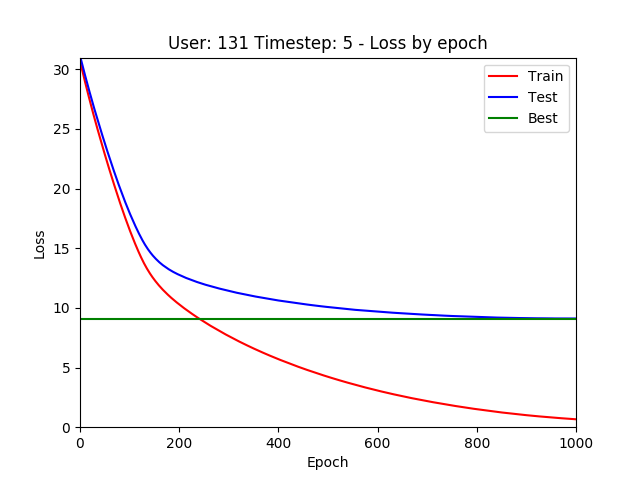 User: 131 Timestep: 5 - Loss by epoch
Train
Test
Best
Loss
30
25
20
15
10
5
0
0 200 400 600 800 1000
Epoch